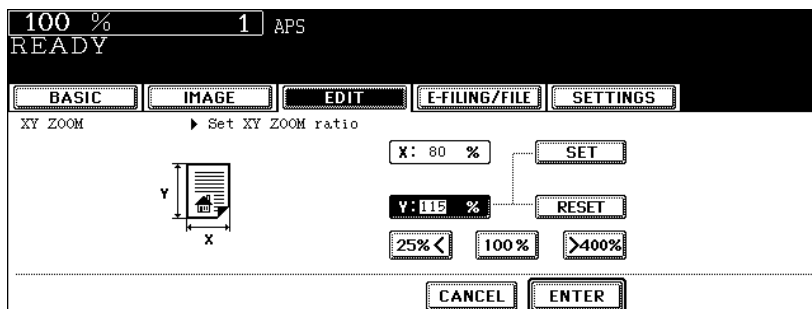 100 % 1 APS
READY
BASIC IMAGE EDIT E-FILING/FILE SETTINGS
XY ZOOM ▶ Set XY ZOOM ratio
X: 80 % SET
Y Y:115 % RESET
X 25%< 100% >400%
CANCEL ENTER